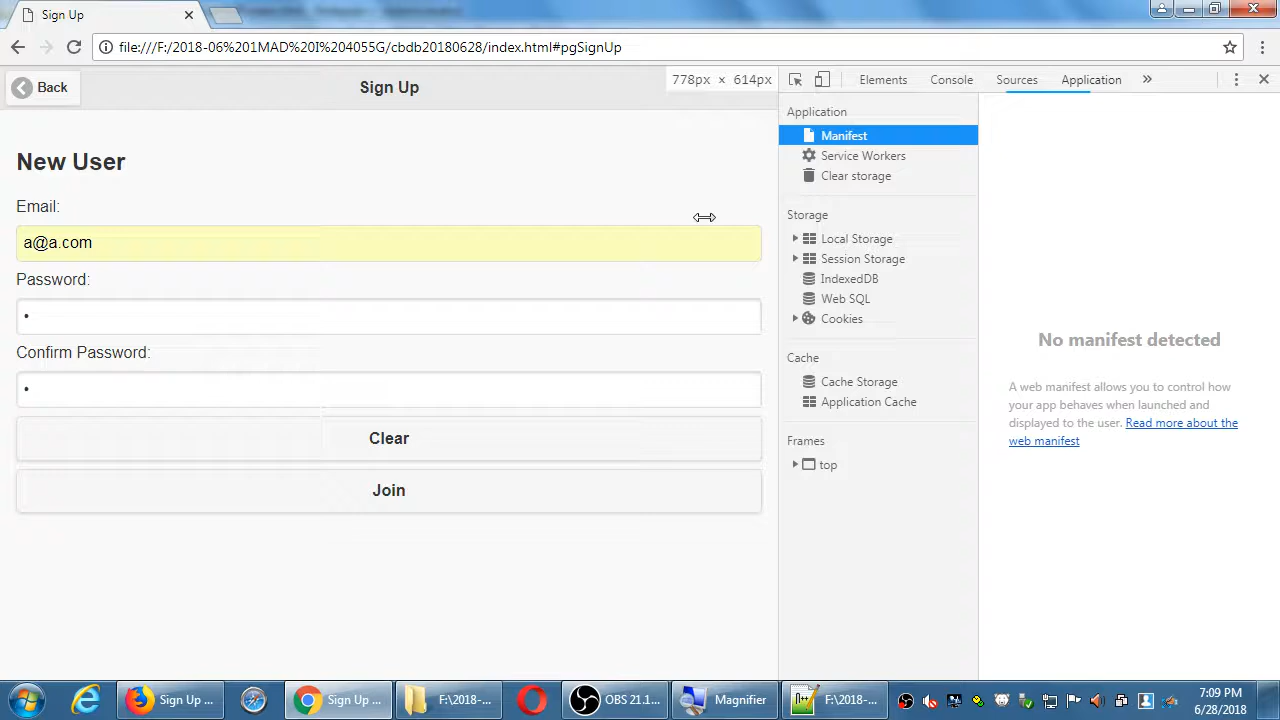 Sign Up
file:///F:/2018-06%201MAD%20I%204055G/cbdb20180628/index.html#pgSignUp
Back
Sign Up
778px × 614px
Elements Console Sources Application »
New User
Email:
a@a.com
Password:
•
Confirm Password:
•
Clear
Join
Application
Manifest
Service Workers
Clear storage
Storage
Local Storage
Session Storage
IndexedDB
Web SQL
Cookies
Cache
Cache Storage
Application Cache
Frames
top
No manifest detected
A web manifest allows you to control how
your app behaves when launched and
displayed to the user. Read more about the
web manifest
Sign Up ... Sign Up ... F:\2018-... OBS 21.1... Magnifier F:\2018-...
7:09 PM
6/28/2018